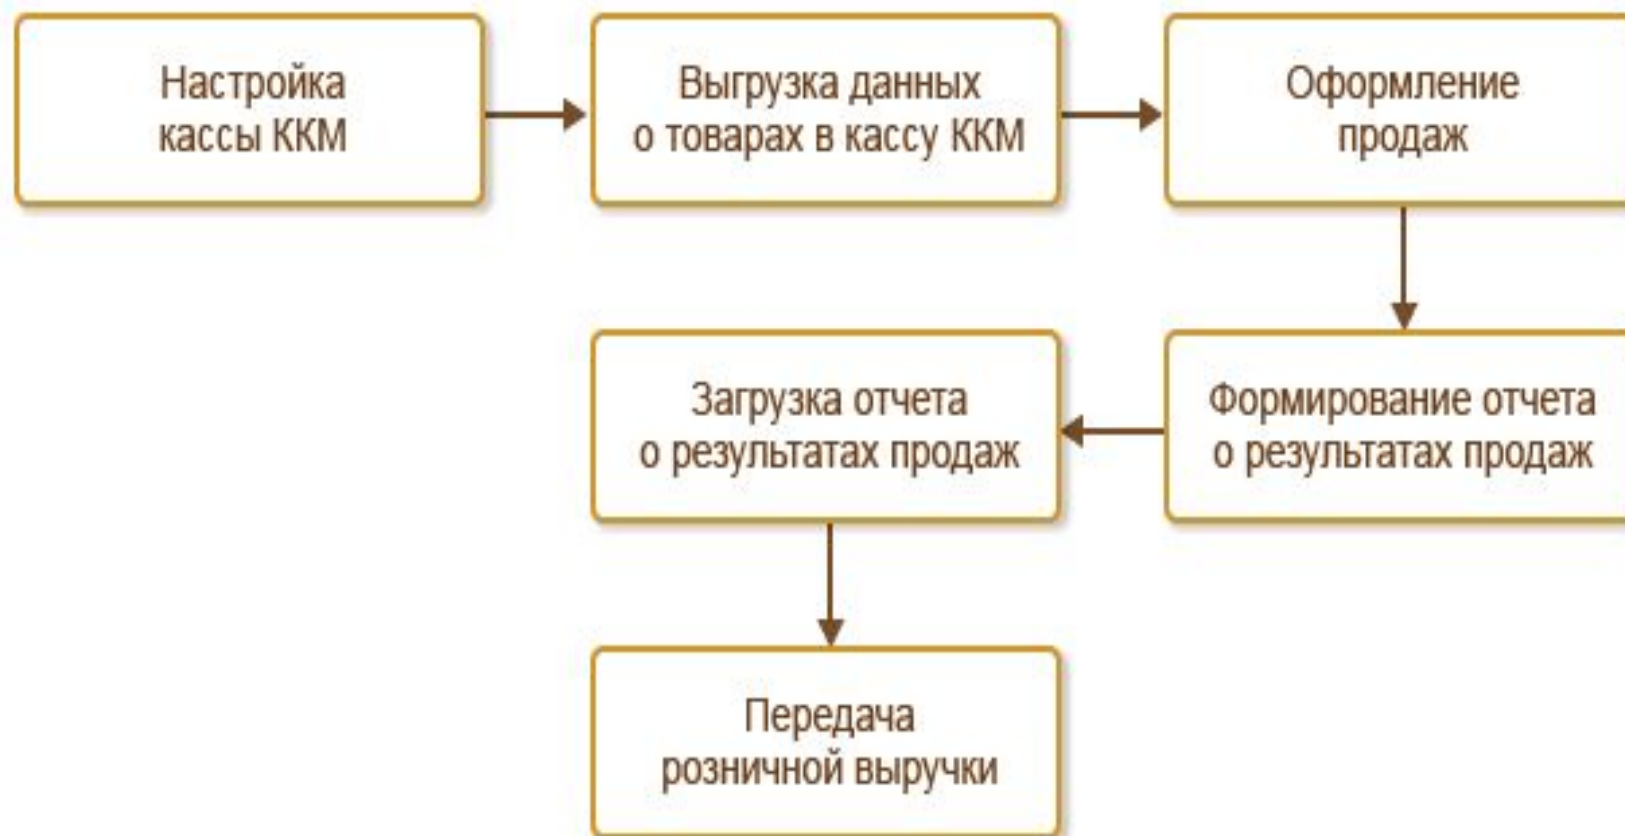 Настройка
кассы ККМ
Выгрузка данных
о товарах в кассу ККМ
Оформление
продаж
Формирование отчета
о результатах продаж
Загрузка отчета
о результатах продаж
Передача
розничной выручки